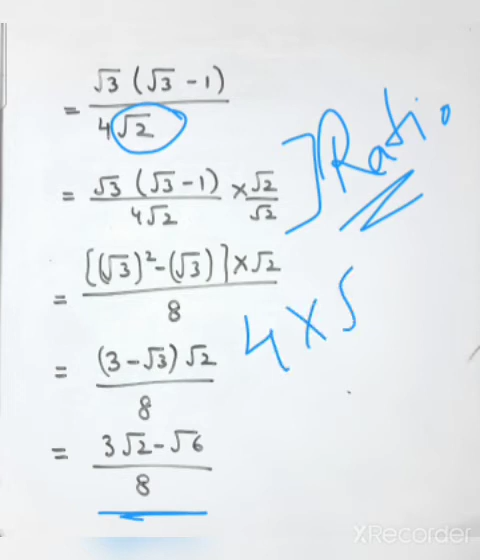 = √3 (√3 - 1) / 4√2
= √3 (√3 - 1) / 4√2 × √2 / √2
] Ratio
= [(√3)² - (√3)] × √2 / 8
4 ×
= (3 - √3) √2 / 8
= 3√2 - √6 / 8
XRecorder